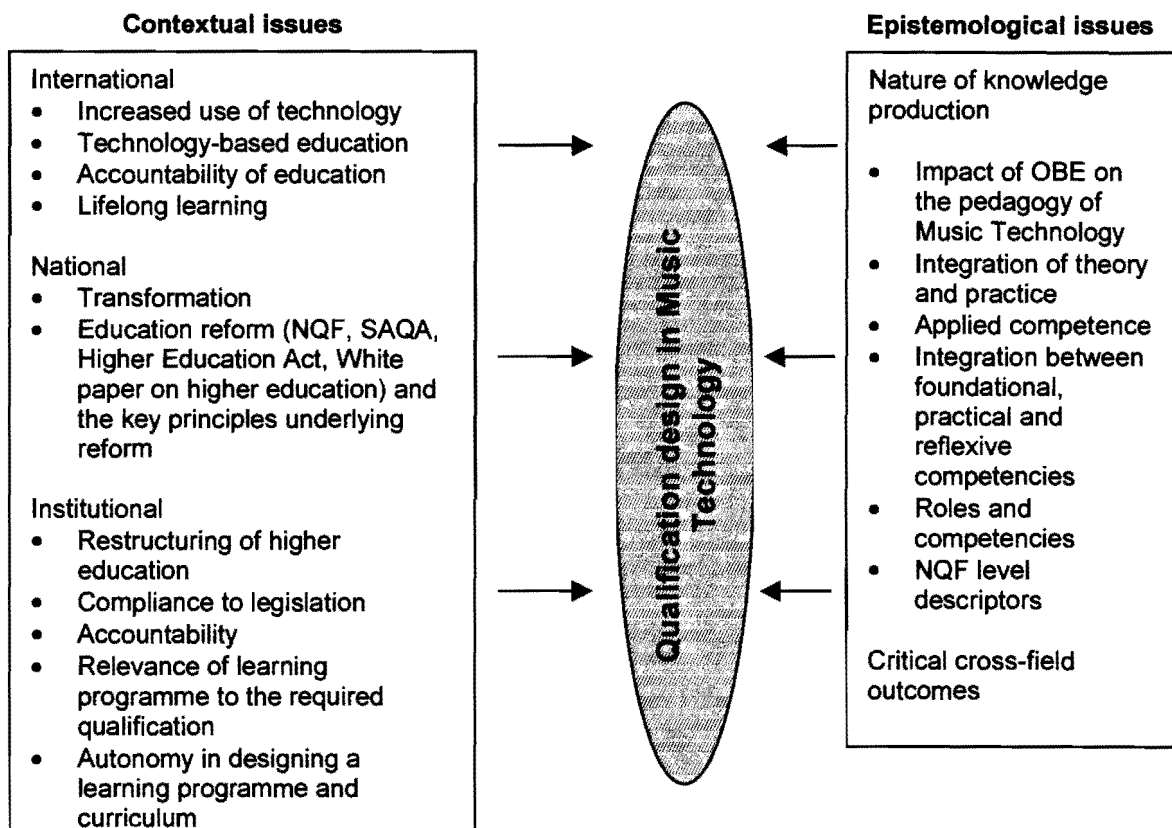 Contextual issues
International
• Increased use of technology
• Technology-based education
• Accountability of education
• Lifelong learning
National
• Transformation
• Education reform (NQF, SAQA,
Higher Education Act, White
paper on higher education) and
the key principles underlying
reform
Institutional
• Restructuring of higher
education
• Compliance to legislation
• Accountability
• Relevance of learning
programme to the required
qualification
• Autonomy in designing a
learning programme and
curriculum
Qualification design in Music
Technology
Epistemological issues
Nature of knowledge
production
• Impact of OBE on
the pedagogy of
Music Technology
• Integration of theory
and practice
• Applied competence
• Integration between
foundational,
practical and
reflexive
competencies
• Roles and
competencies
• NQF level
descriptors
Critical cross-field
outcomes